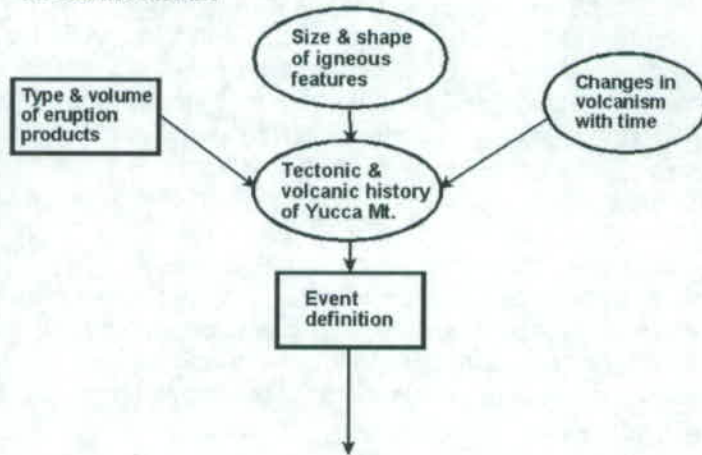 Size & shape
of igneous
features
Type & volume
of eruption
products
Changes in
volcanism
with time
Tectonic &
volcanic history
of Yucca Mt.
Event
definition